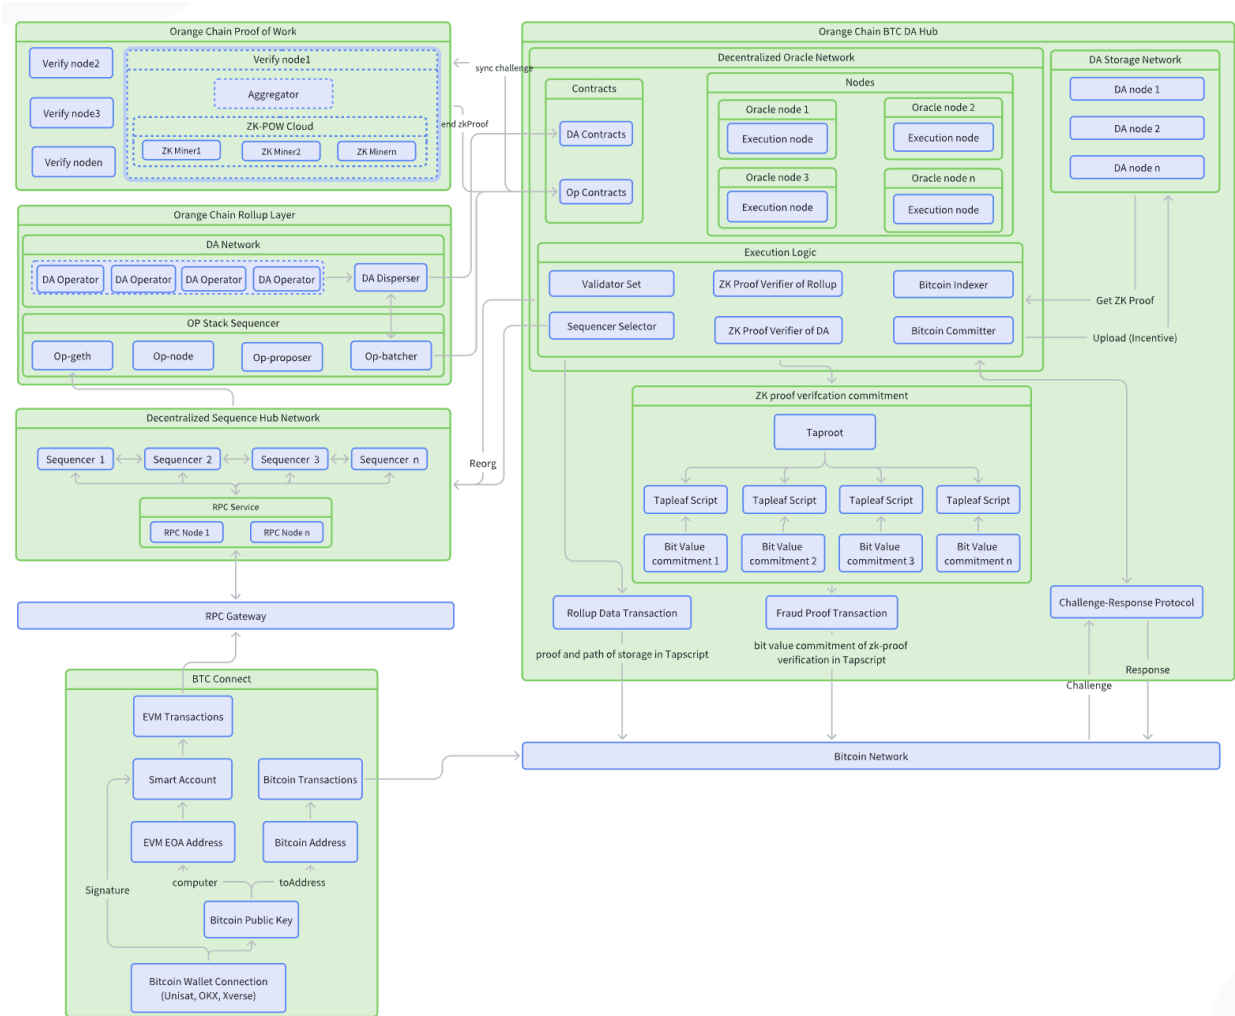 Orange Chain Proof of Work
Verify node2
Verify node3
Verify noden
Verify node1
Aggregator
ZK-POW Cloud
ZK Miner1
ZK Miner2
ZK Minern
sync challenge
end zkProof
Orange Chain Rollup Layer
DA Network
DA Operator
DA Operator
DA Operator
DA Operator
DA Disperser
OP Stack Sequencer
Op-geth
Op-node
Op-proposer
Op-batcher
Decentralized Sequence Hub Network
Sequencer 1
Sequencer 2
Sequencer 3
Sequencer n
RPC Service
RPC Node 1
RPC Node n
Reorg
RPC Gateway
BTC Connect
EVM Transactions
Smart Account
Bitcoin Transactions
EVM EOA Address
Bitcoin Address
computer
toAddress
Signature
Bitcoin Public Key
Bitcoin Wallet Connection
(Unisat, OKX, Xverse)
Orange Chain BTC DA Hub
Decentralized Oracle Network
Contracts
DA Contracts
Op Contracts
Nodes
Oracle node 1
Execution node
Oracle node 2
Execution node
Oracle node 3
Execution node
Oracle node n
Execution node
DA Storage Network
DA node 1
DA node 2
DA node n
Execution Logic
Validator Set
ZK Proof Verifier of Rollup
Bitcoin Indexer
Sequencer Selector
ZK Proof Verifier of DA
Bitcoin Committer
Get ZK Proof
Upload (Incentive)
ZK proof verifcation commitment
Taproot
Tapleaf Script
Tapleaf Script
Tapleaf Script
Tapleaf Script
Bit Value
commitment 1
Bit Value
commitment 2
Bit Value
commitment 3
Bit Value
commitment n
Rollup Data Transaction
Fraud Proof Transaction
Challenge-Response Protocol
proof and path of storage in Tapscript
bit value commitment of zk-proof
verification in Tapscript
Response
Challenge
Bitcoin Network